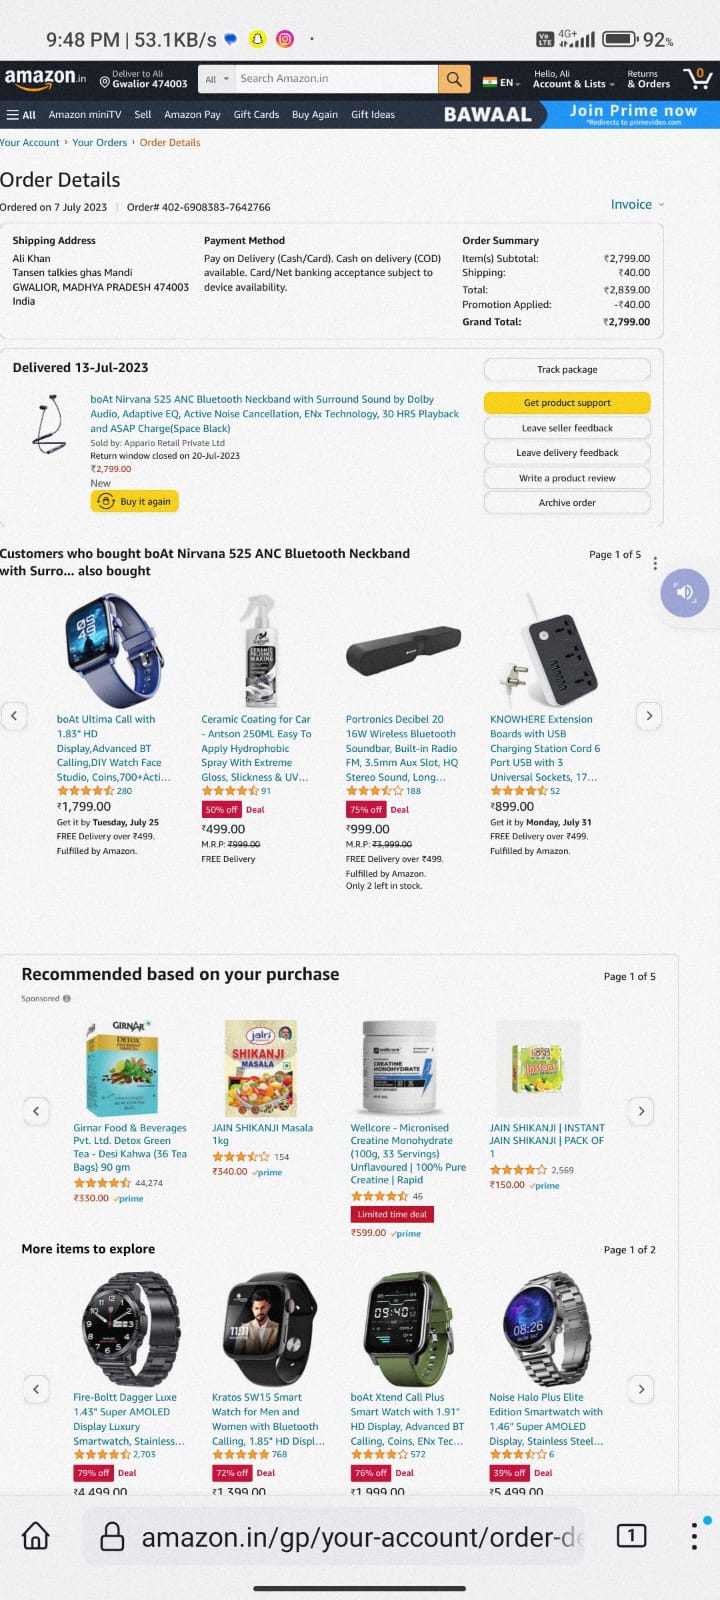 9:48 PM | 53.1KB/s
Vo LTE 4G+ 92%
amazon.in
Deliver to Ali
Gwalior 474003
All Search Amazon.in
EN
Hello, Ali
Account & Lists
Returns
& Orders
0
All Amazon miniTV Sell Amazon Pay Gift Cards Buy Again Gift Ideas
BAWAAL Join Prime now
*Redirects to primevideo.com
Your Account › Your Orders › Order Details
Order Details
Ordered on 7 July 2023 | Order# 402-6908383-7642766
Invoice
Shipping Address
Ali Khan
Tansen talkies ghas Mandi
GWALIOR, MADHYA PRADESH 474003
India
Payment Method
Pay on Delivery (Cash/Card). Cash on delivery (COD)
available. Card/Net banking acceptance subject to
device availability.
Order Summary
Item(s) Subtotal: ₹2,799.00
Shipping: ₹40.00
Total: ₹2,839.00
Promotion Applied: -₹40.00
Grand Total: ₹2,799.00
Delivered 13-Jul-2023
boAt Nirvana 525 ANC Bluetooth Neckband with Surround Sound by Dolby
Audio, Adaptive EQ, Active Noise Cancellation, ENx Technology, 30 HRS Playback
and ASAP Charge(Space Black)
Sold by: Appario Retail Private Ltd
Return window closed on 20-Jul-2023
₹2,799.00
New
Buy it again
Track package
Get product support
Leave seller feedback
Leave delivery feedback
Write a product review
Archive order
Customers who bought boAt Nirvana 525 ANC Bluetooth Neckband
with Surro... also bought
Page 1 of 5
boAt Ultima Call with
1.83" HD
Display,Advanced BT
Calling,DIY Watch Face
Studio, Coins,700+Acti...
280
₹1,799.00
Get it by Tuesday, July 25
FREE Delivery over ₹499.
Fulfilled by Amazon.
Ceramic Coating for Car
- Antson 250ML Easy To
Apply Hydrophobic
Spray With Extreme
Gloss, Slickness & UV...
91
50% off Deal
₹499.00
M.R.P: ₹999.00
FREE Delivery
Portronics Decibel 20
16W Wireless Bluetooth
Soundbar, Built-in Radio
FM, 3.5mm Aux Slot, HQ
Stereo Sound, Long...
188
75% off Deal
₹999.00
M.R.P: ₹3,999.00
FREE Delivery over ₹499.
Fulfilled by Amazon.
Only 2 left in stock.
KNOWHERE Extension
Boards with USB
Charging Station Cord 6
Port USB with 3
Universal Sockets, 17...
52
₹899.00
Get it by Monday, July 31
FREE Delivery over ₹499.
Fulfilled by Amazon.
Recommended based on your purchase
Page 1 of 5
Sponsored
GIRNAR
DETOX
Girnar Food & Beverages
Pvt. Ltd. Detox Green
Tea - Desi Kahwa (36 Tea
Bags) 90 gm
44,274
₹330.00 prime
jain
SHIKANJI
MASALA
JAIN SHIKANJI Masala
1kg
154
₹340.00 prime
wellcore
CREATINE
MONOHYDRATE
Wellcore - Micronised
Creatine Monohydrate
(100g, 33 Servings)
Unflavoured | 100% Pure
Creatine | Rapid
46
Limited time deal
₹599.00 prime
Instant
JAIN SHIKANJI | INSTANT
JAIN SHIKANJI | PACK OF
1
2,569
₹150.00 prime
More items to explore
Page 1 of 2
Fire-Boltt Dagger Luxe
1.43" Super AMOLED
Display Luxury
Smartwatch, Stainless...
2,703
79% off Deal
₹4,499.00
Kratos SW15 Smart
Watch for Men and
Women with Bluetooth
Calling, 1.85" HD Displ...
768
72% off Deal
₹1,399.00
09:40
boAt Xtend Call Plus
Smart Watch with 1.91"
HD Display, Advanced BT
Calling, Coins, ENx Tec...
572
76% off Deal
₹1,999.00
08:26
Noise Halo Plus Elite
Edition Smartwatch with
1.46" Super AMOLED
Display, Stainless Steel...
6
39% off Deal
₹5,499.00
amazon.in/gp/your-account/order-de
1